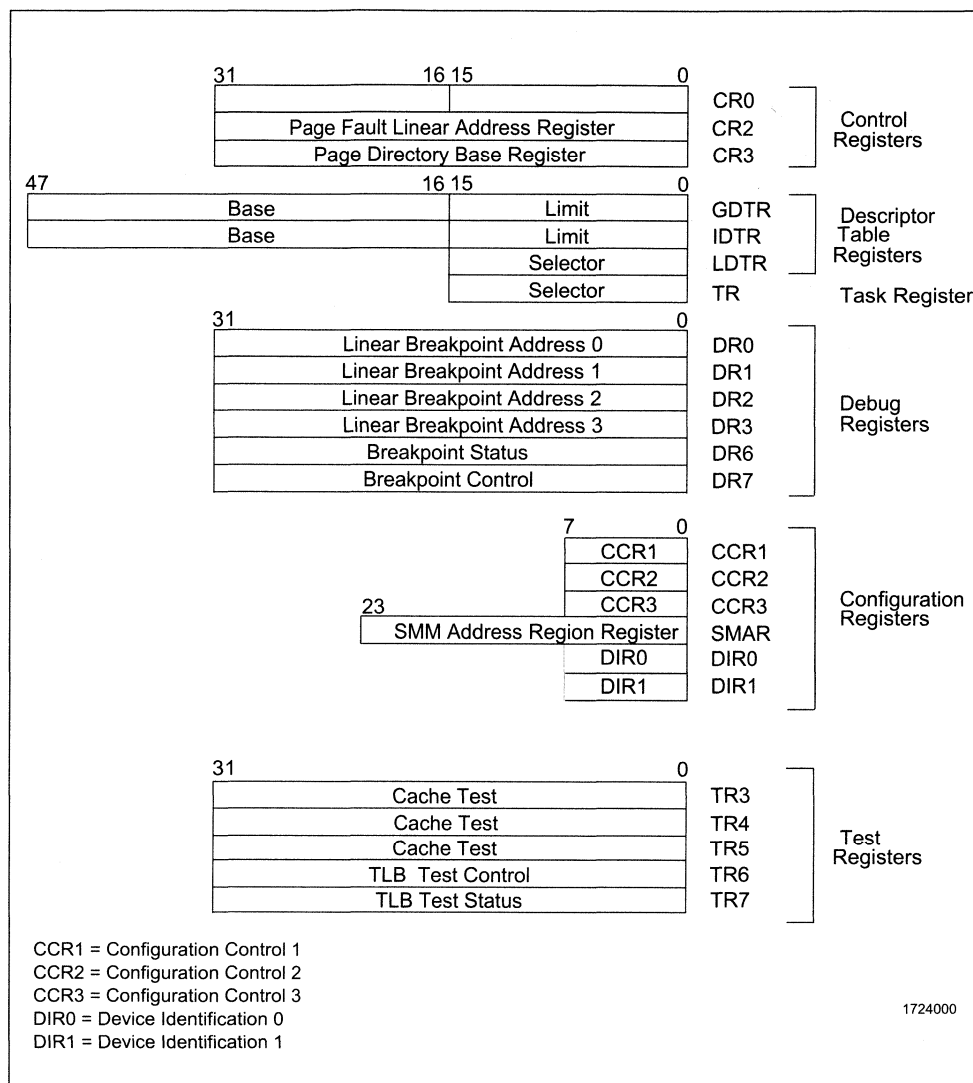 31 16 15 0
CR0
Page Fault Linear Address Register CR2
Page Directory Base Register CR3
Control
Registers
47 16 15 0
Base Limit GDTR
Base Limit IDTR
Selector LDTR
Descriptor
Table
Registers
Selector TR Task Register
31 0
Linear Breakpoint Address 0 DR0
Linear Breakpoint Address 1 DR1
Linear Breakpoint Address 2 DR2
Linear Breakpoint Address 3 DR3
Breakpoint Status DR6
Breakpoint Control DR7
Debug
Registers
7 0
CCR1 CCR1
CCR2 CCR2
23 CCR3 CCR3
SMM Address Region Register SMAR
DIR0 DIR0
DIR1 DIR1
Configuration
Registers
31 0
Cache Test TR3
Cache Test TR4
Cache Test TR5
TLB Test Control TR6
TLB Test Status TR7
Test
Registers
CCR1 = Configuration Control 1
CCR2 = Configuration Control 2
CCR3 = Configuration Control 3
DIR0 = Device Identification 0
DIR1 = Device Identification 1
1724000